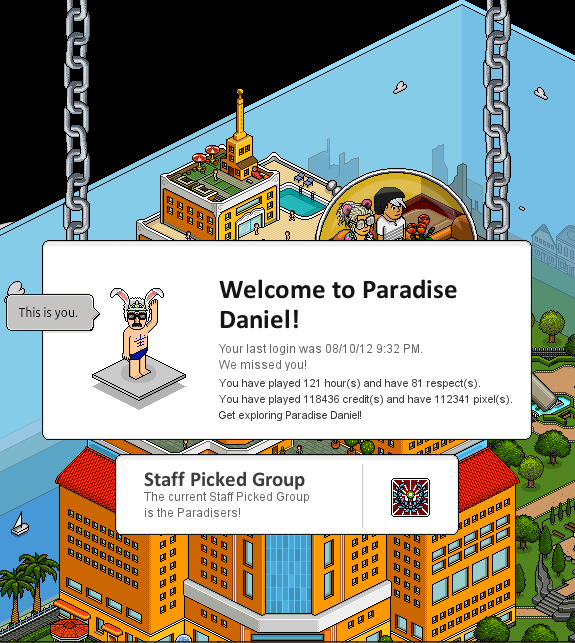 Welcome to Paradise
Daniel!
This is you.
Your last login was 08/10/12 9:32 PM.
We missed you!
You have played 121 hour(s) and have 81 respect(s).
You have played 118436 credit(s) and have 112341 pixel(s).
Get exploring Paradise Daniel!
Staff Picked Group
The current Staff Picked Group
is the Paradisers!